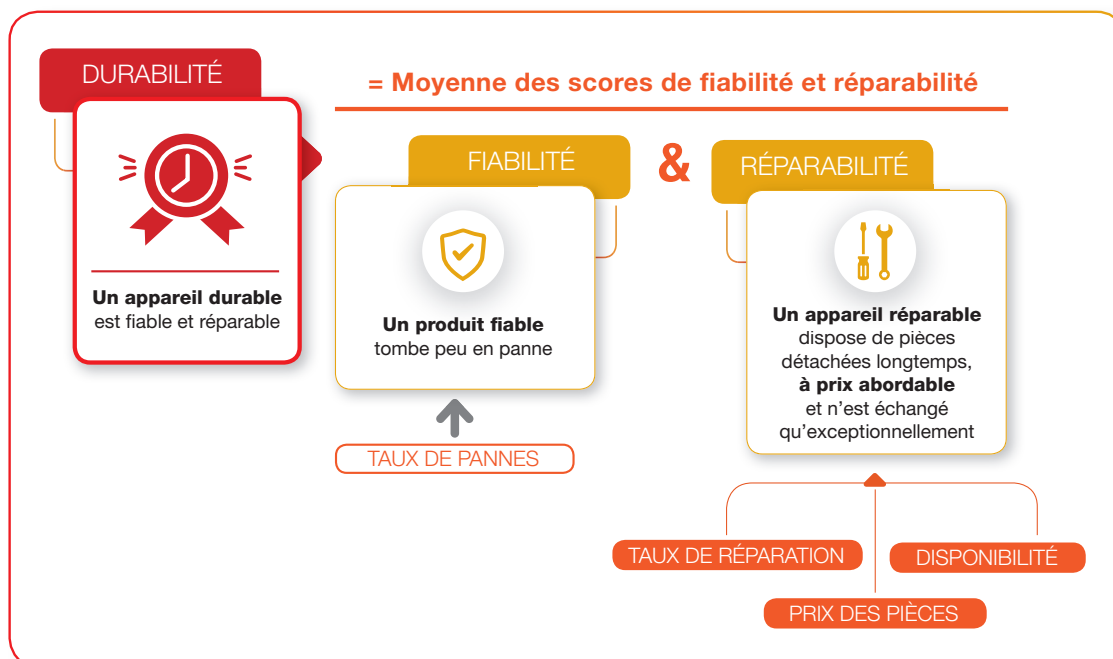 DURABILITÉ
= Moyenne des scores de fiabilité et réparabilité
Un appareil durable
est fiable et réparable
FIABILITÉ
&
RÉPARABILITÉ
Un produit fiable
tombe peu en panne
Un appareil réparable
dispose de pièces
détachées longtemps,
à prix abordable
et n’est échangé
qu’exceptionnellement
TAUX DE PANNES
TAUX DE RÉPARATION
DISPONIBILITÉ
PRIX DES PIÈCES